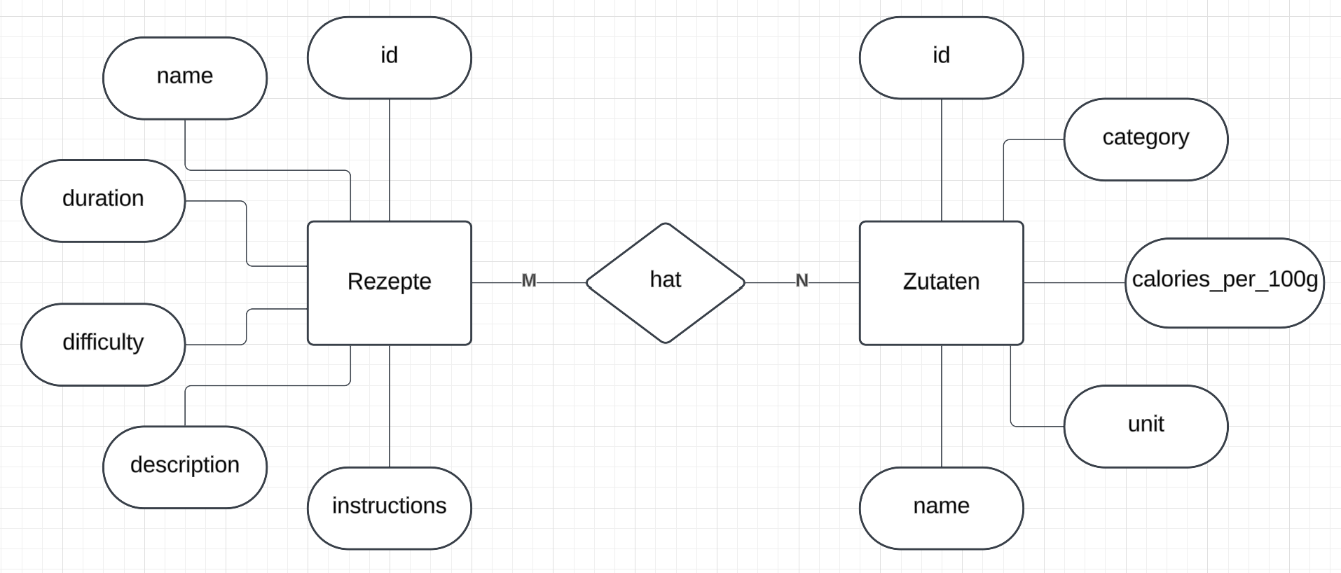 id
name
id
category
duration
Rezepte
M
hat
N
Zutaten
calories_per_100g
difficulty
unit
description
instructions
name